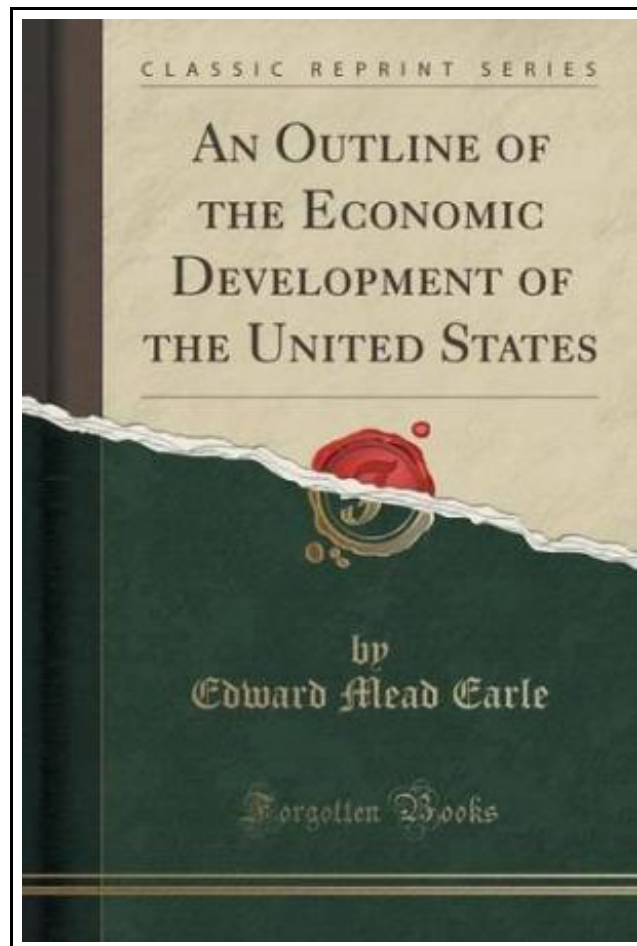 CLASSIC REPRINT SERIES
AN OUTLINE OF
THE ECONOMIC
DEVELOPMENT OF
THE UNITED STATES
by
Edward Mead Earle
Forgotten Books